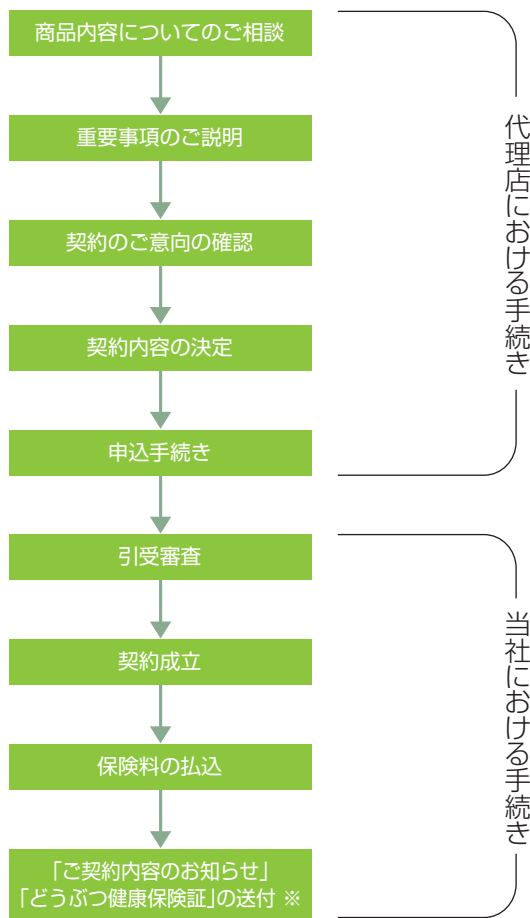 商品内容についてのご相談
重要事項のご説明
契約のご意向の確認
契約内容の決定
申込手続き
代理店における手続き
引受審査
契約成立
保険料の払込
「ご契約内容のお知らせ」
「どうぶつ健康保険証」の送付 ※
当社における手続き